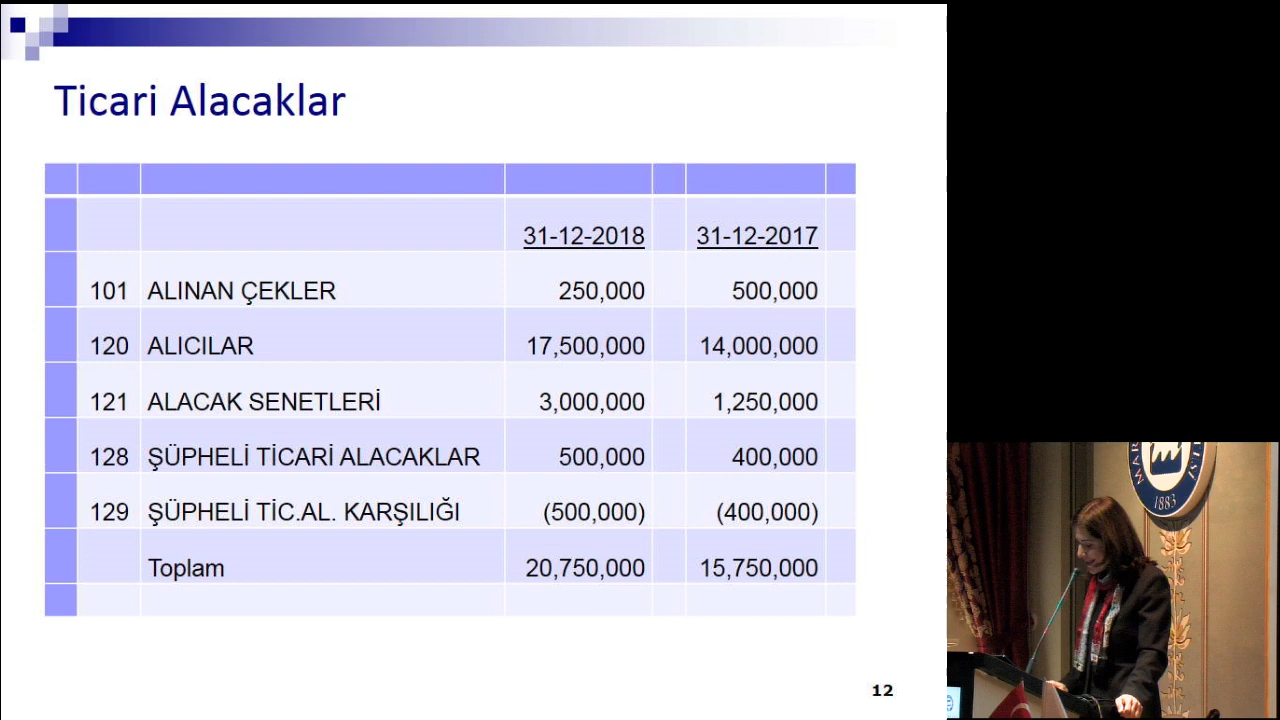 Ticari Alacaklar
31-12-2018 31-12-2017
101 ALINAN ÇEKLER 250,000 500,000
120 ALICILAR 17,500,000 14,000,000
121 ALACAK SENETLERİ 3,000,000 1,250,000
128 ŞÜPHELİ TİCARİ ALACAKLAR 500,000 400,000
129 ŞÜPHELİ TİC.AL. KARŞILIĞI (500,000) (400,000)
Toplam 20,750,000 15,750,000
12
1883